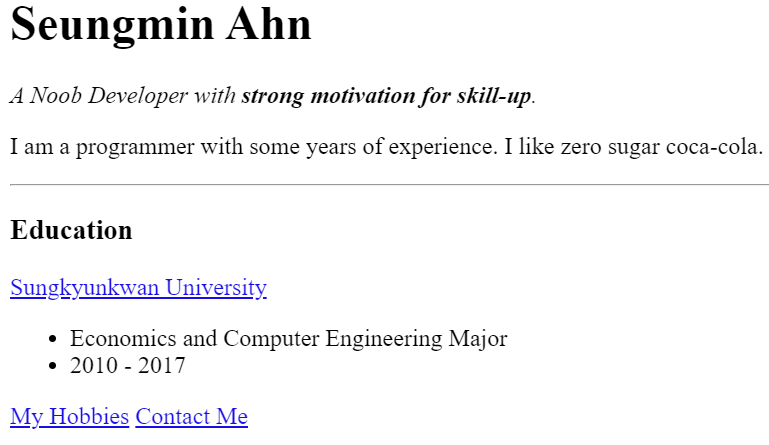 Seungmin Ahn
A Noob Developer with strong motivation for skill-up.
I am a programmer with some years of experience. I like zero sugar coca-cola.
Education
Sungkyunkwan University
• Economics and Computer Engineering Major
• 2010 - 2017
My Hobbies Contact Me